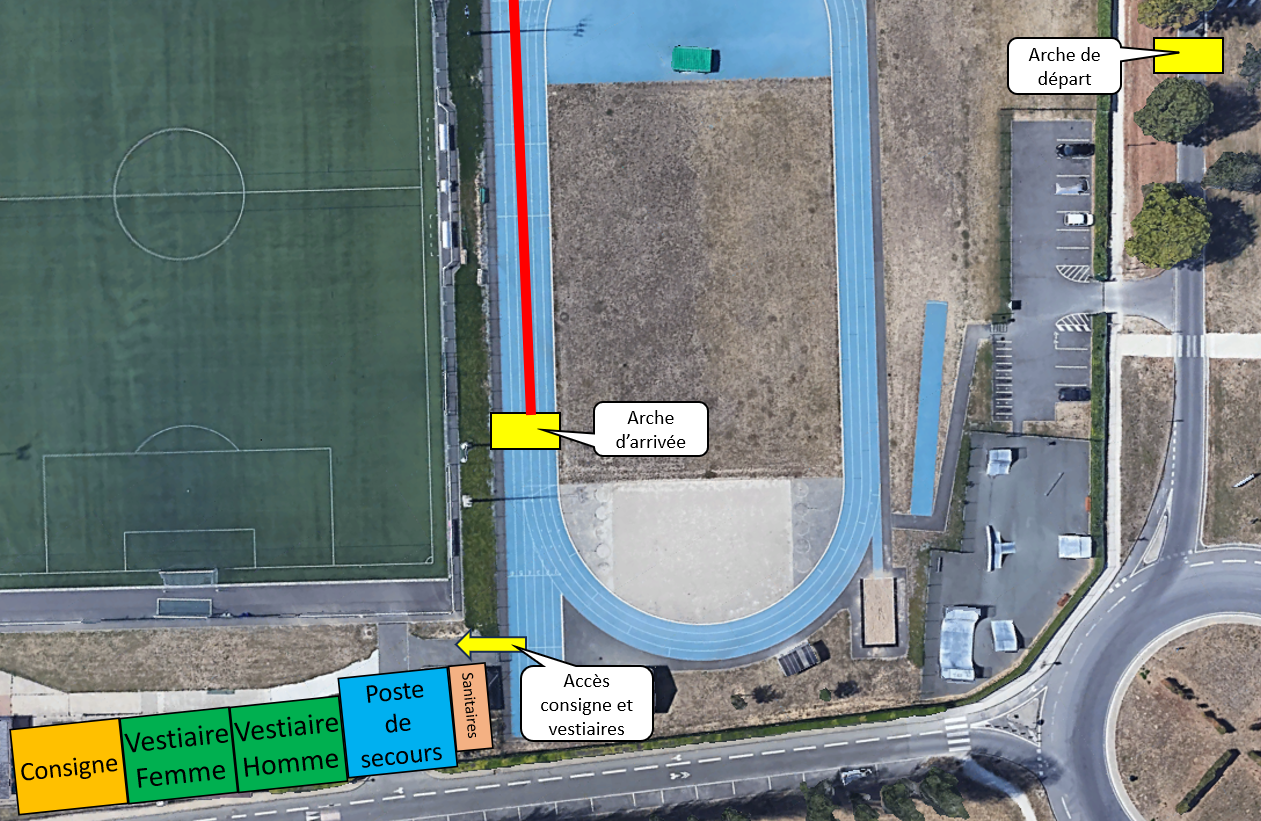 Arche de
départ
Arche
d’arrivée
Accès
consigne et
vestiaires
Consigne
Vestiaire
Femme
Vestiaire
Homme
Poste
de
secours
Sanitaires